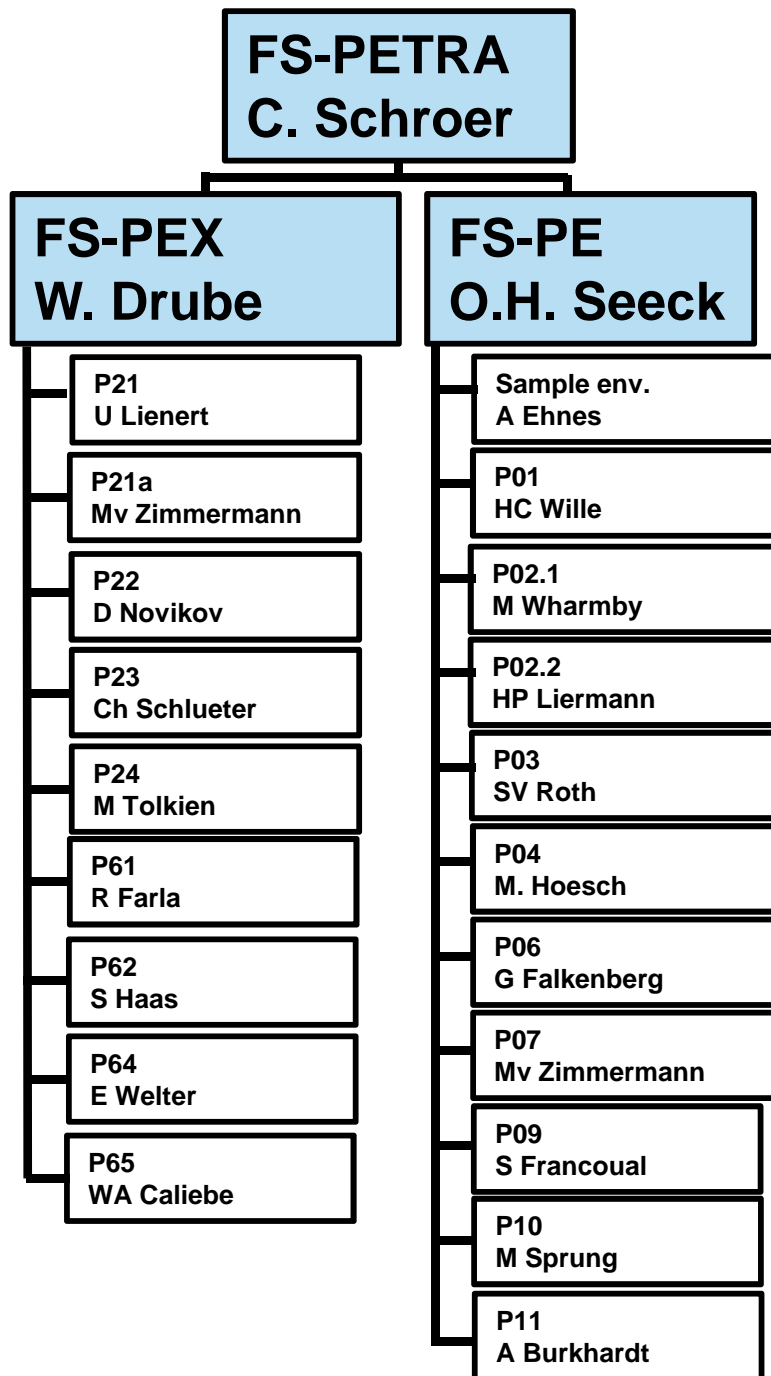 FS-PETRA
C. Schroer
FS-PEX
W. Drube
P21
U Lienert
P21a
Mv Zimmermann
P22
D Novikov
P23
Ch Schlueter
P24
M Tolkien
P61
R Farla
P62
S Haas
P64
E Welter
P65
WA Caliebe
FS-PE
O.H. Seeck
Sample env.
A Ehnes
P01
HC Wille
P02.1
M Wharmby
P02.2
HP Liermann
P03
SV Roth
P04
M. Hoesch
P06
G Falkenberg
P07
Mv Zimmermann
P09
S Francoual
P10
M Sprung
P11
A Burkhardt